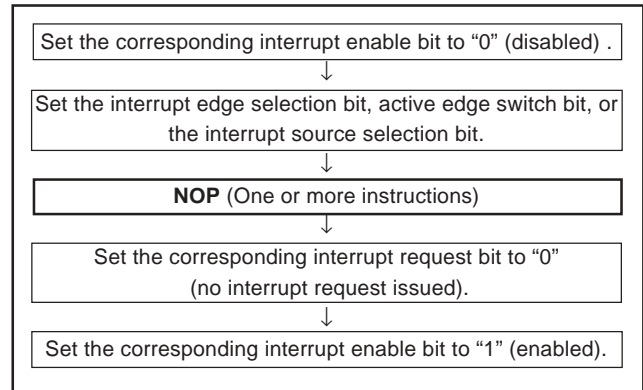 Set the corresponding interrupt enable bit to “0” (disabled) .
↓
Set the interrupt edge selection bit, active edge switch bit, or
the interrupt source selection bit.
↓
NOP (One or more instructions)
↓
Set the corresponding interrupt request bit to “0”
(no interrupt request issued).
↓
Set the corresponding interrupt enable bit to “1” (enabled).